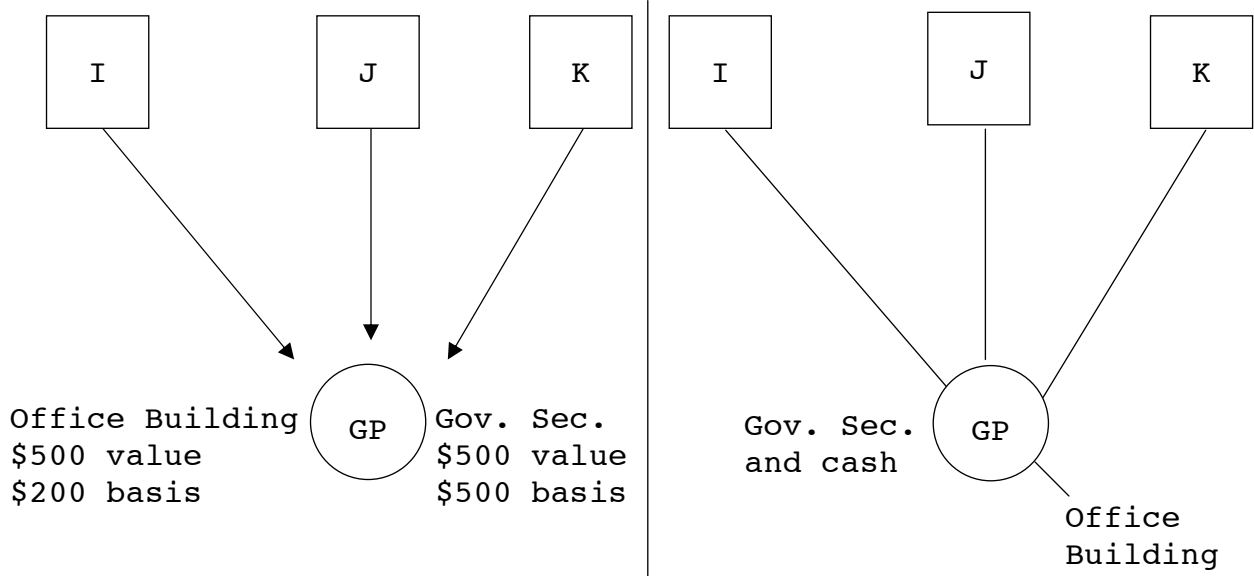 I
J
K
Office Building
$500 value
$200 basis
GP
Gov. Sec.
$500 value
$500 basis
I
J
K
Gov. Sec.
and cash
GP
Office
Building